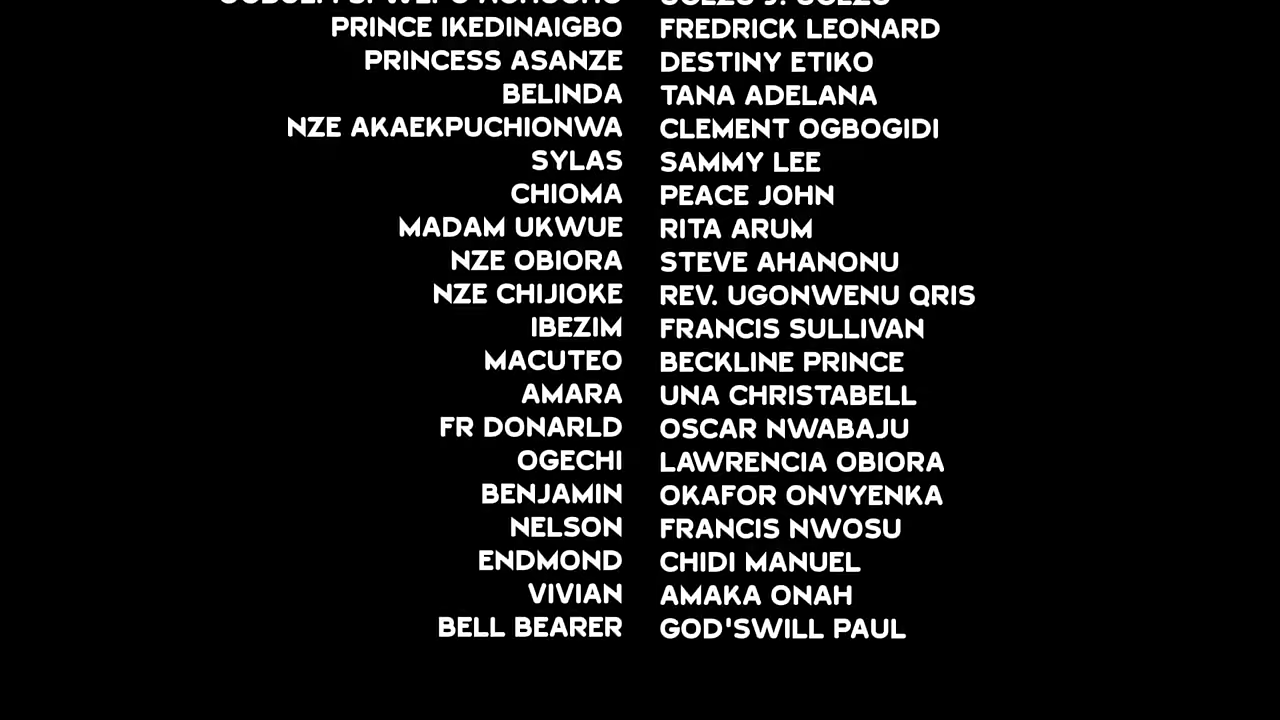 PRINCE IKEDINAIGBO FREDRICK LEONARD
PRINCESS ASANZE DESTINY ETIKO
BELINDA TANA ADELANA
NZE AKAEKPUCHIONWA CLEMENT OGBOGIDI
SYLAS SAMMY LEE
CHIOMA PEACE JOHN
MADAM UKWUE RITA ARUM
NZE OBIORA STEVE AHANONU
NZE CHIJIOKE REV. UGONWENU QRIS
IBEZIM FRANCIS SULLIVAN
MACUTEO BECKLINE PRINCE
AMARA UNA CHRISTABELL
FR DONARLD OSCAR NWABAJU
OGECHI LAWRENCIA OBIORA
BENJAMIN OKAFOR ONVYENKA
NELSON FRANCIS NWOSU
ENDMOND CHIDI MANUEL
VIVIAN AMAKA ONAH
BELL BEARER GOD'SWILL PAUL